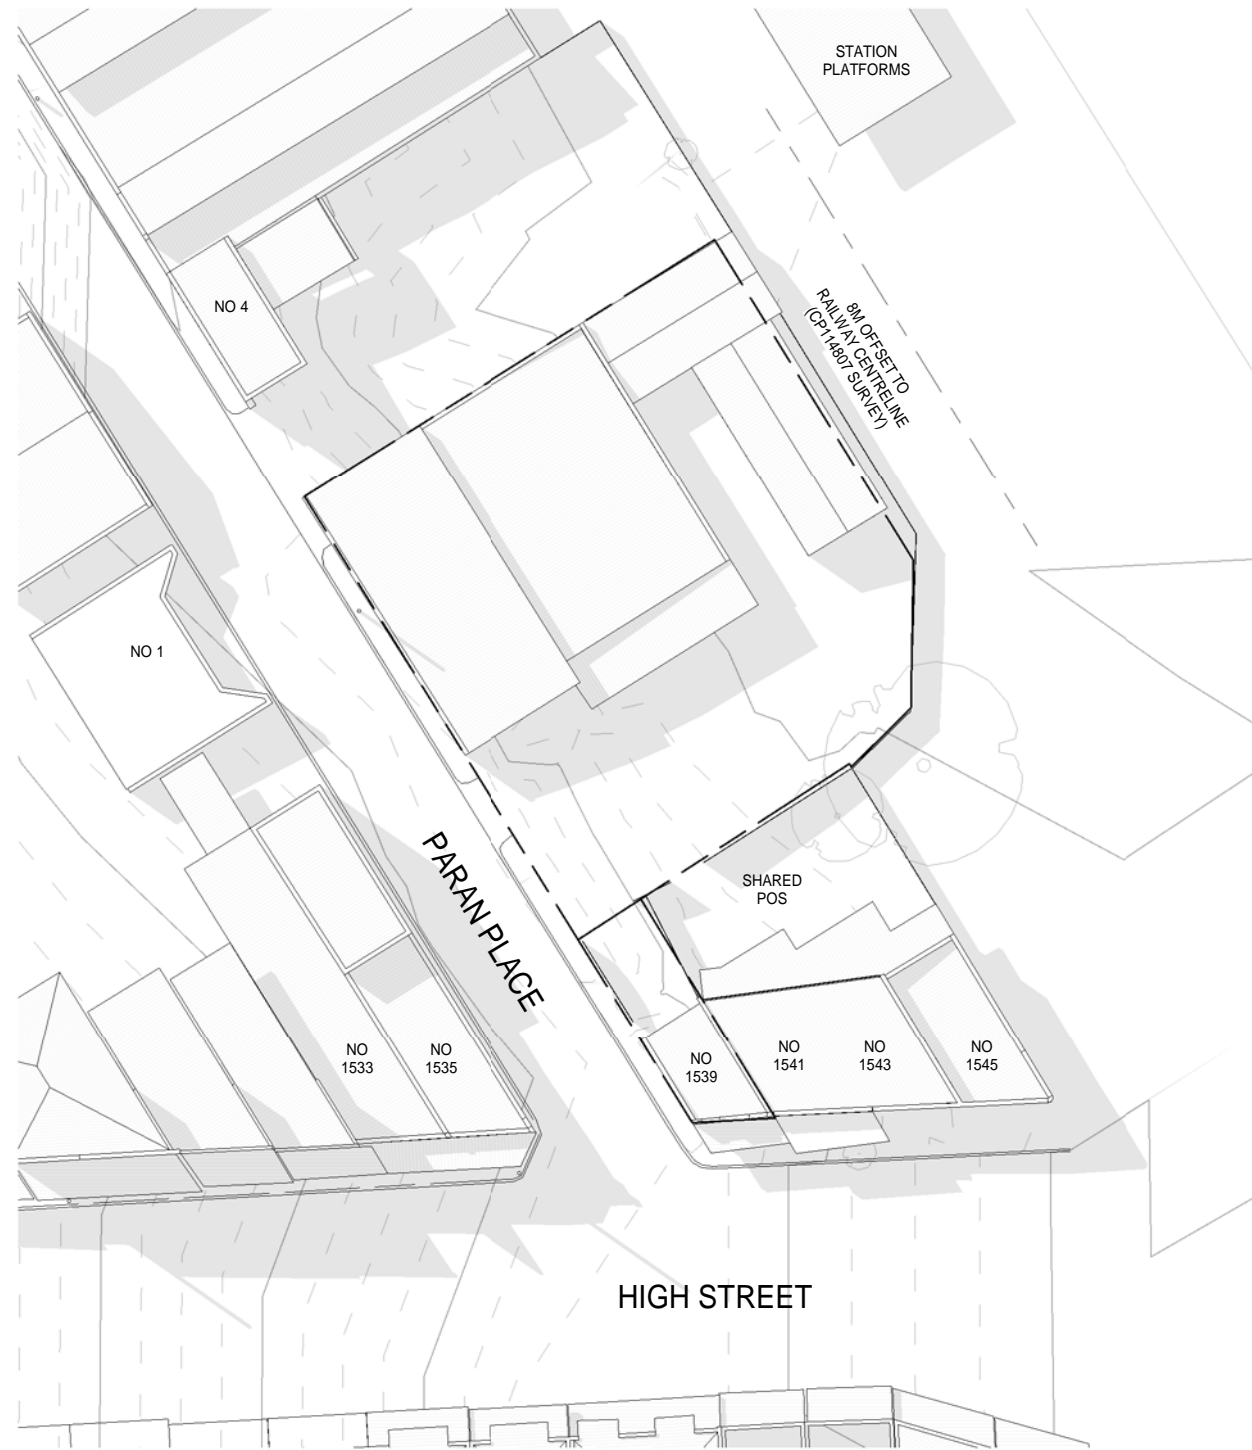 STATION
PLATFORMS
NO 4
8M OFFSET TO
RAILWAY CENTRELINE
(CP114807 SURVEY)
NO 1
PARAN PLACE
SHARED
POS
NO
1533
NO
1535
NO
1539
NO
1541
NO
1543
NO
1545
HIGH STREET